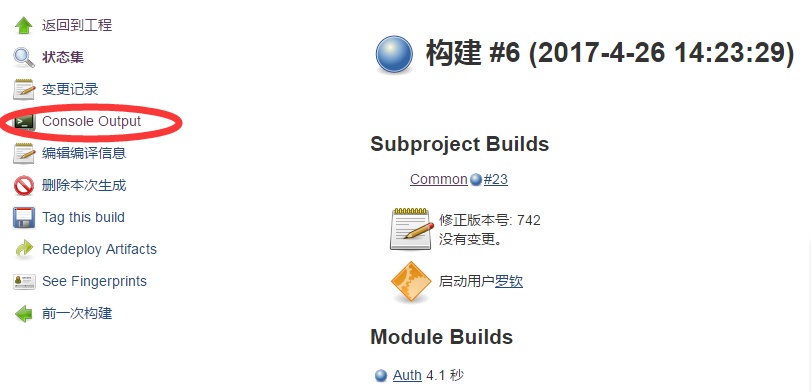 返回到工程
状态集
变更记录
Console Output
编辑编译信息
删除本次生成
Tag this build
Redeploy Artifacts
See Fingerprints
前一次构建
构建 #6 (2017-4-26 14:23:29)
Subproject Builds
Common #23
修正版本号: 742
没有变更。
启动用户罗钦
Module Builds
Auth 4.1 秒